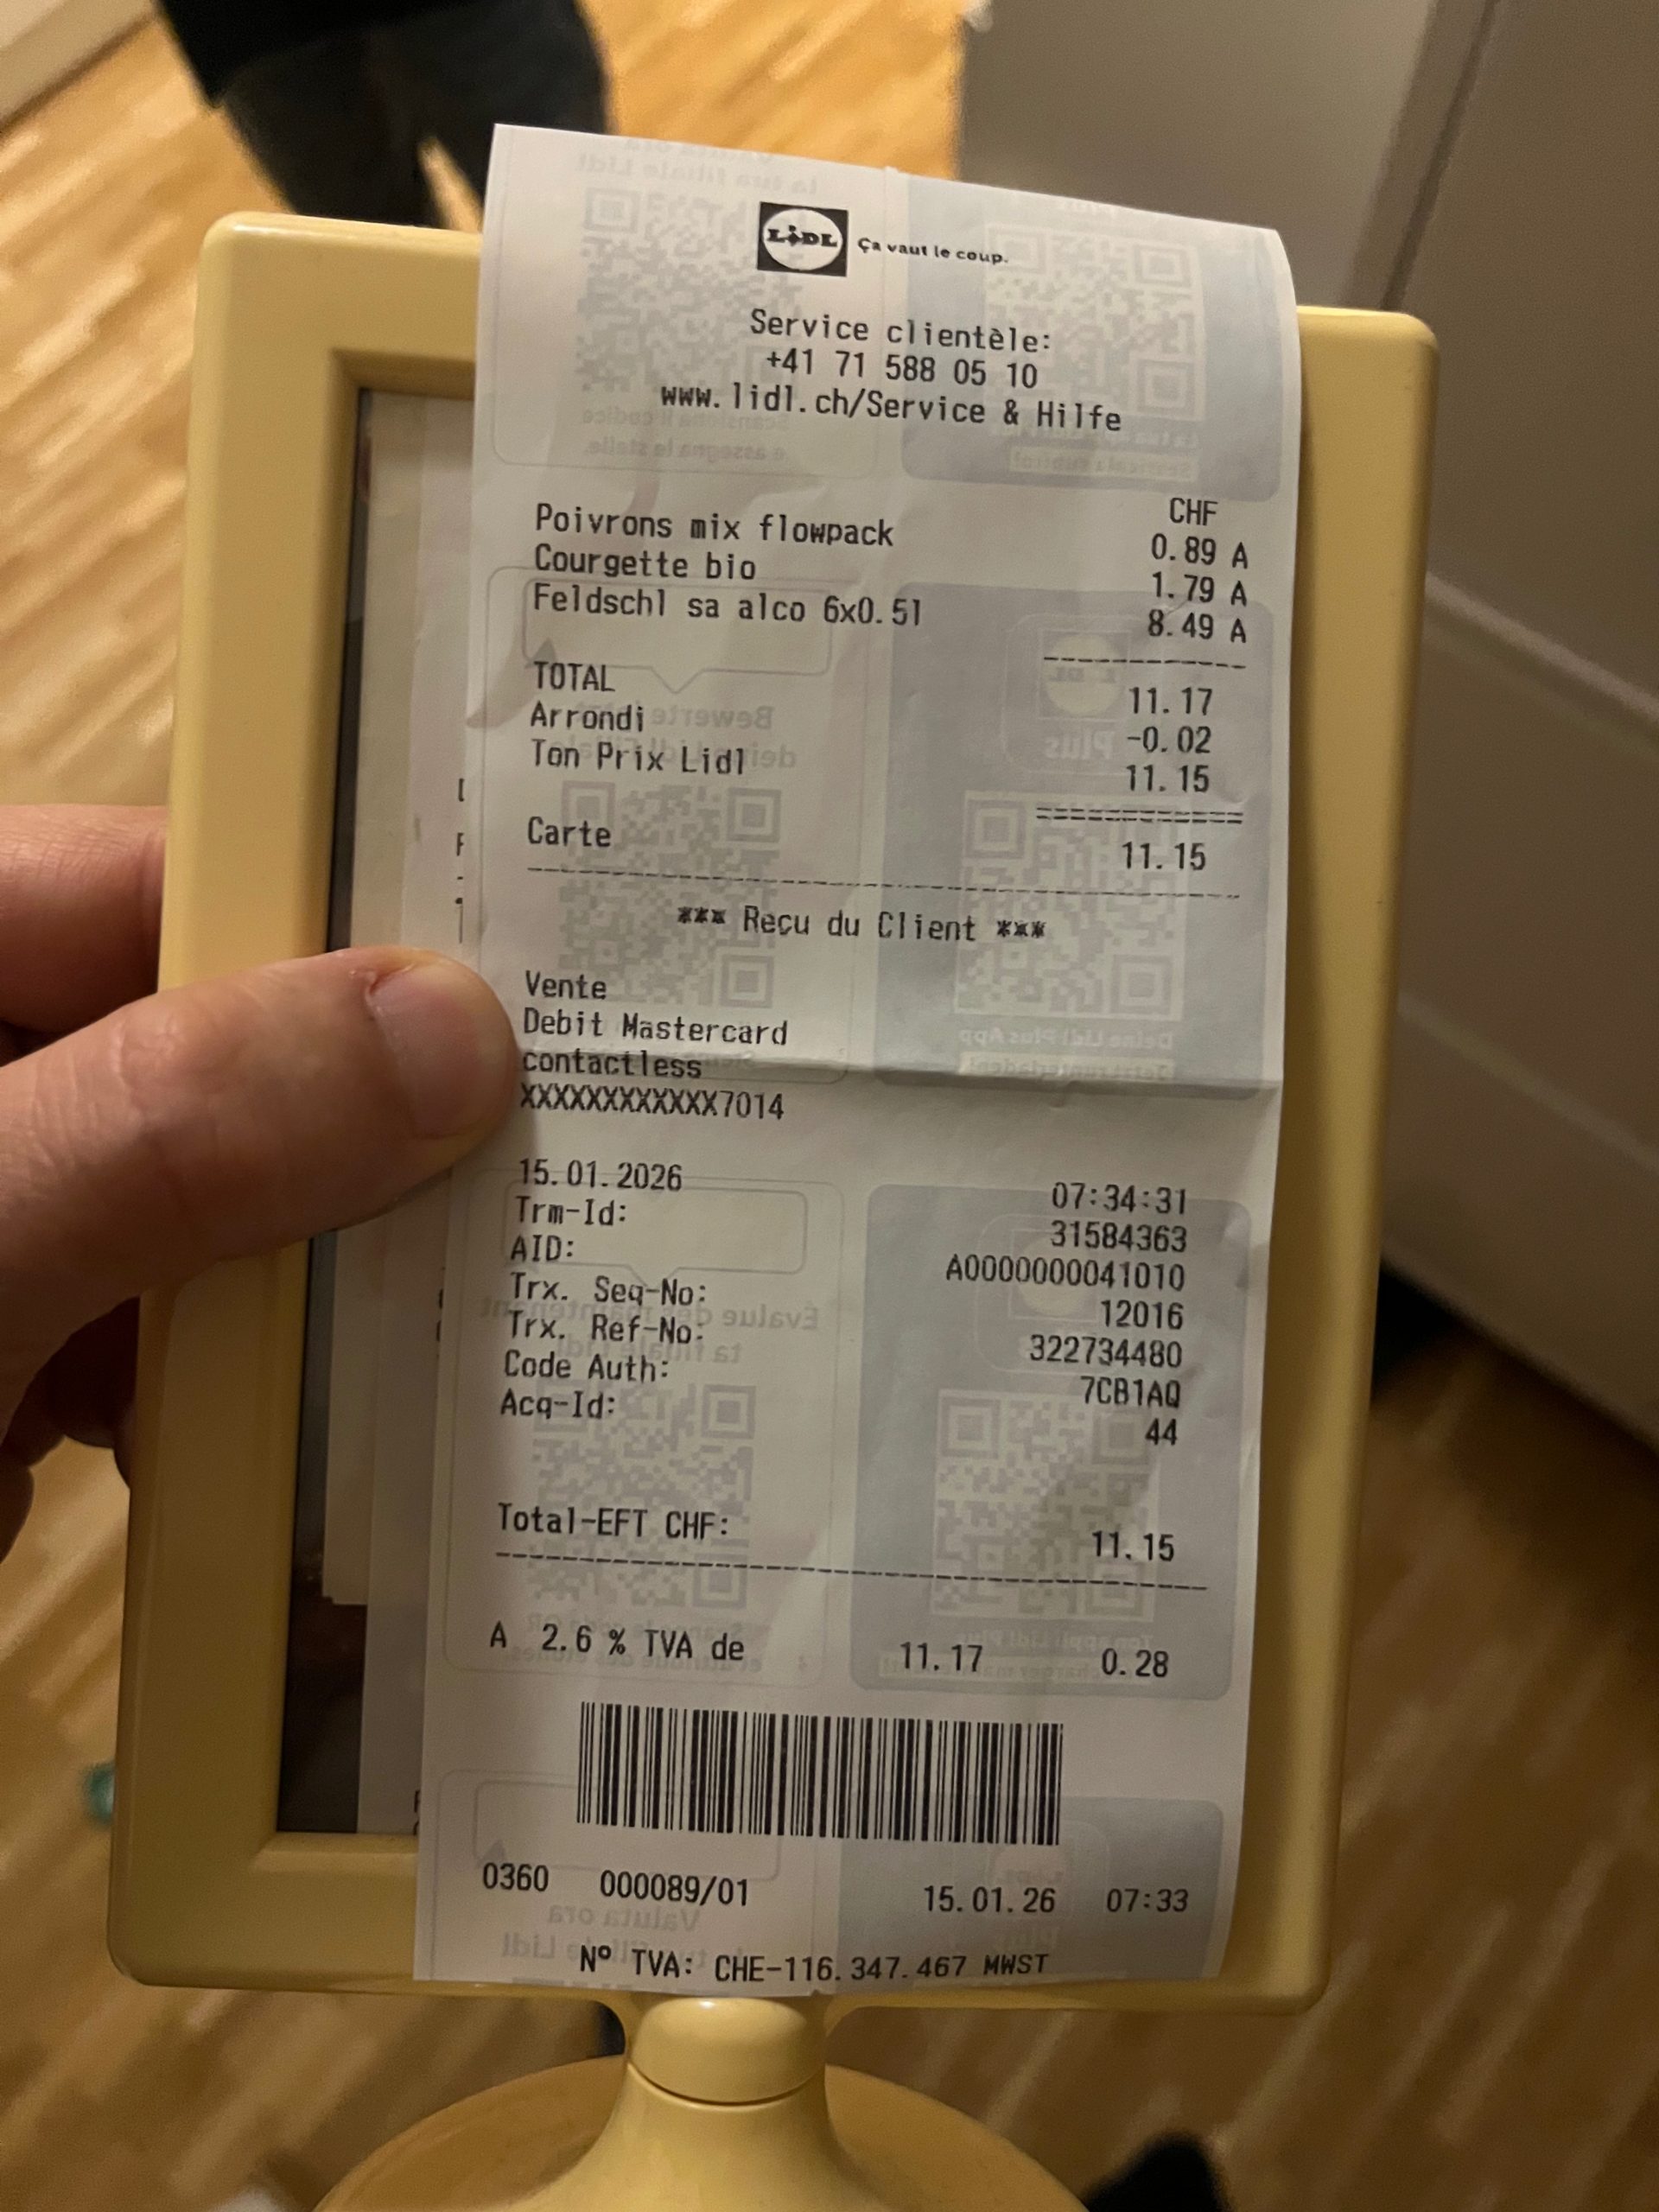 LIDL Ça vaut le coup.
Service clientèle:
+41 71 588 05 10
www.lidl.ch/Service & Hilfe
CHF
Poivrons mix flowpack 0.89 A
Courgette bio 1.79 A
Feldschl sa alco 6x0.5l 8.49 A
TOTAL 11.17
Arrondi -0.02
Ton Prix Lidl 11.15
Carte 11.15
*** Reçu du Client ***
Vente
Debit Mastercard
contactless
XXXXXXXXXXXX7014
15.01.2026 07:34:31
Trm-Id: 31584363
AID: A0000000041010
Trx. Seq-No: 12016
Trx. Ref-No: 322734480
Code Auth: 7CB1AQ
Acq-Id: 44
Total-EFT CHF: 11.15
A 2.6 % TVA de 11.17 0.28
0360 000089/01 15.01.26 07:33
Nº TVA: CHE-116.347.467 MWST